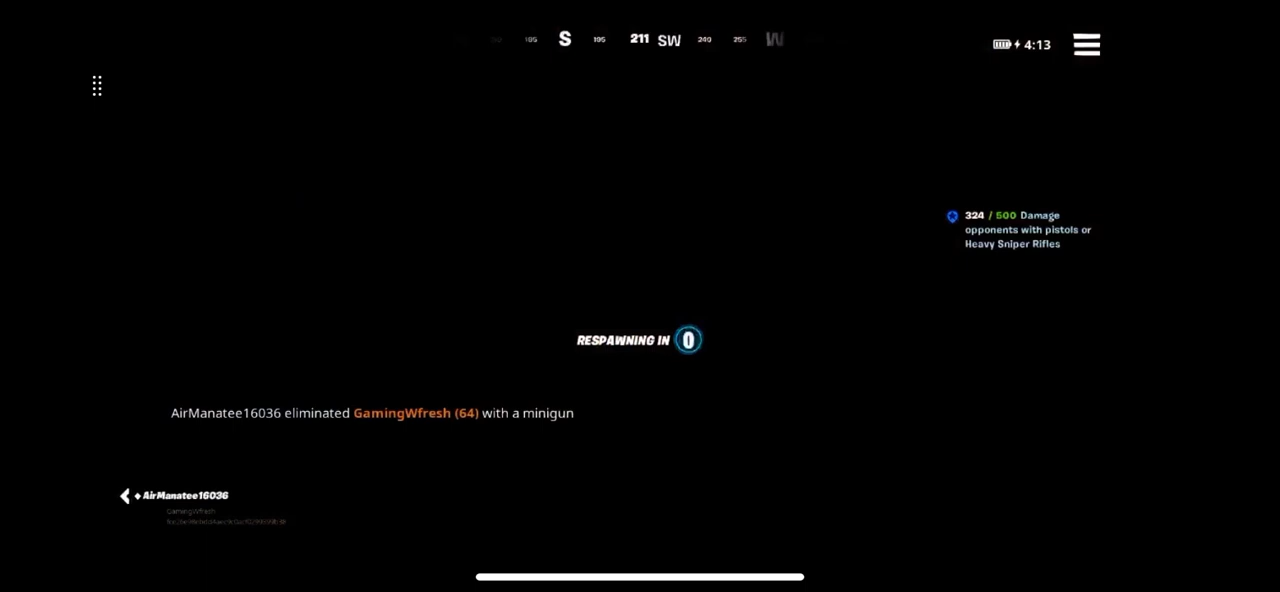 165 S 195 211 SW 240 255 W
4:13
324 / 500 Damage
opponents with pistols or
Heavy Sniper Rifles
RESPAWNING IN 0
AirManatee16036 eliminated GamingWfresh (64) with a minigun
AirManatee16036
GamingWfresh